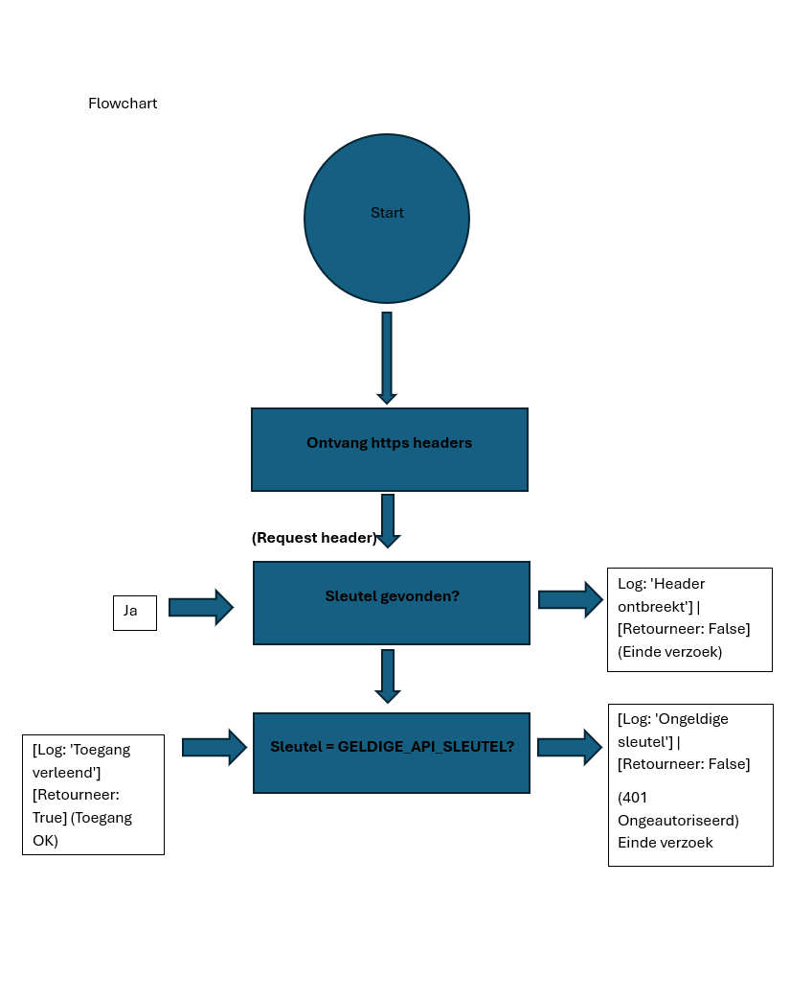 Flowchart
Start
Ontvang https headers
(Request header)
Sleutel gevonden?
Ja
Log: 'Header
ontbreekt'] |
[Retourneer: False]
(Einde verzoek)
Sleutel = GELDIGE_API_SLEUTEL?
[Log: 'Toegang
verleend']
[Retourneer:
True] (Toegang
OK)
[Log: 'Ongeldige
sleutel'] |
[Retourneer: False]
(401
Ongeautoriseerd)
Einde verzoek